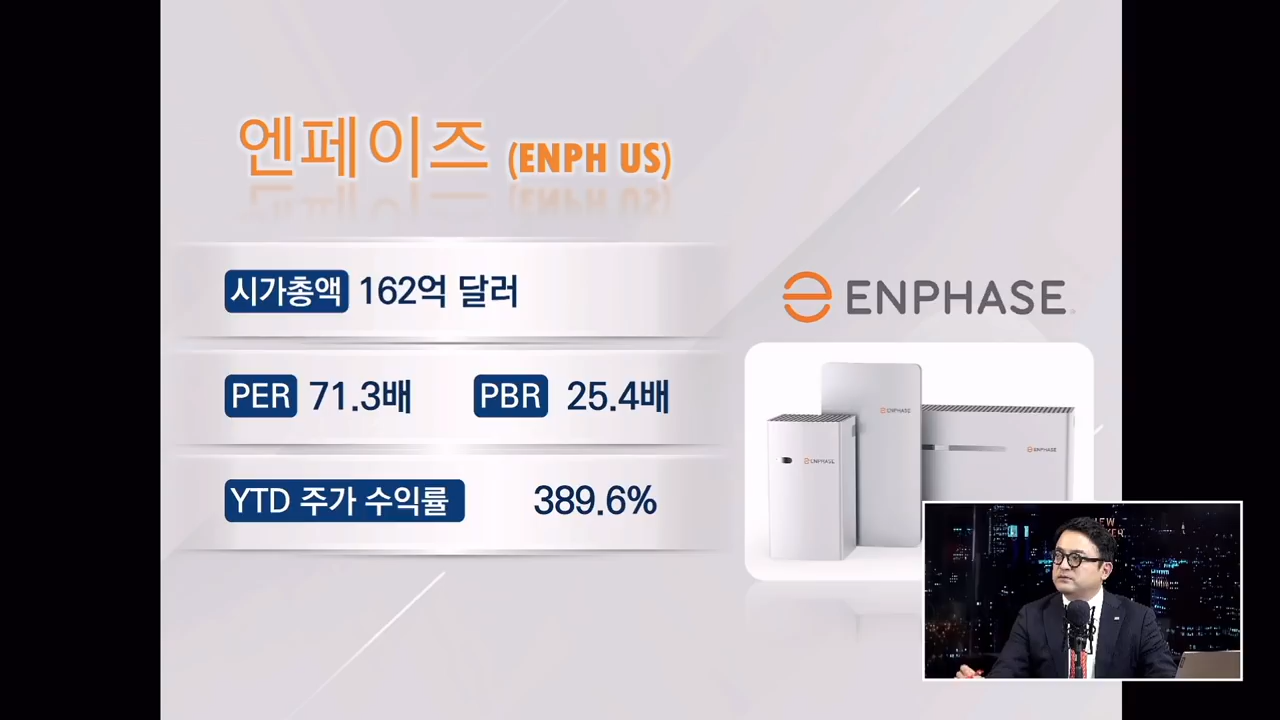 엔페이즈 (ENPH US)
시가총액 162억 달러
PER 71.3배 PBR 25.4배
YTD 주가 수익률 389.6%
ENPHASE
ENPHASE
ENPHASE
ENPHASE